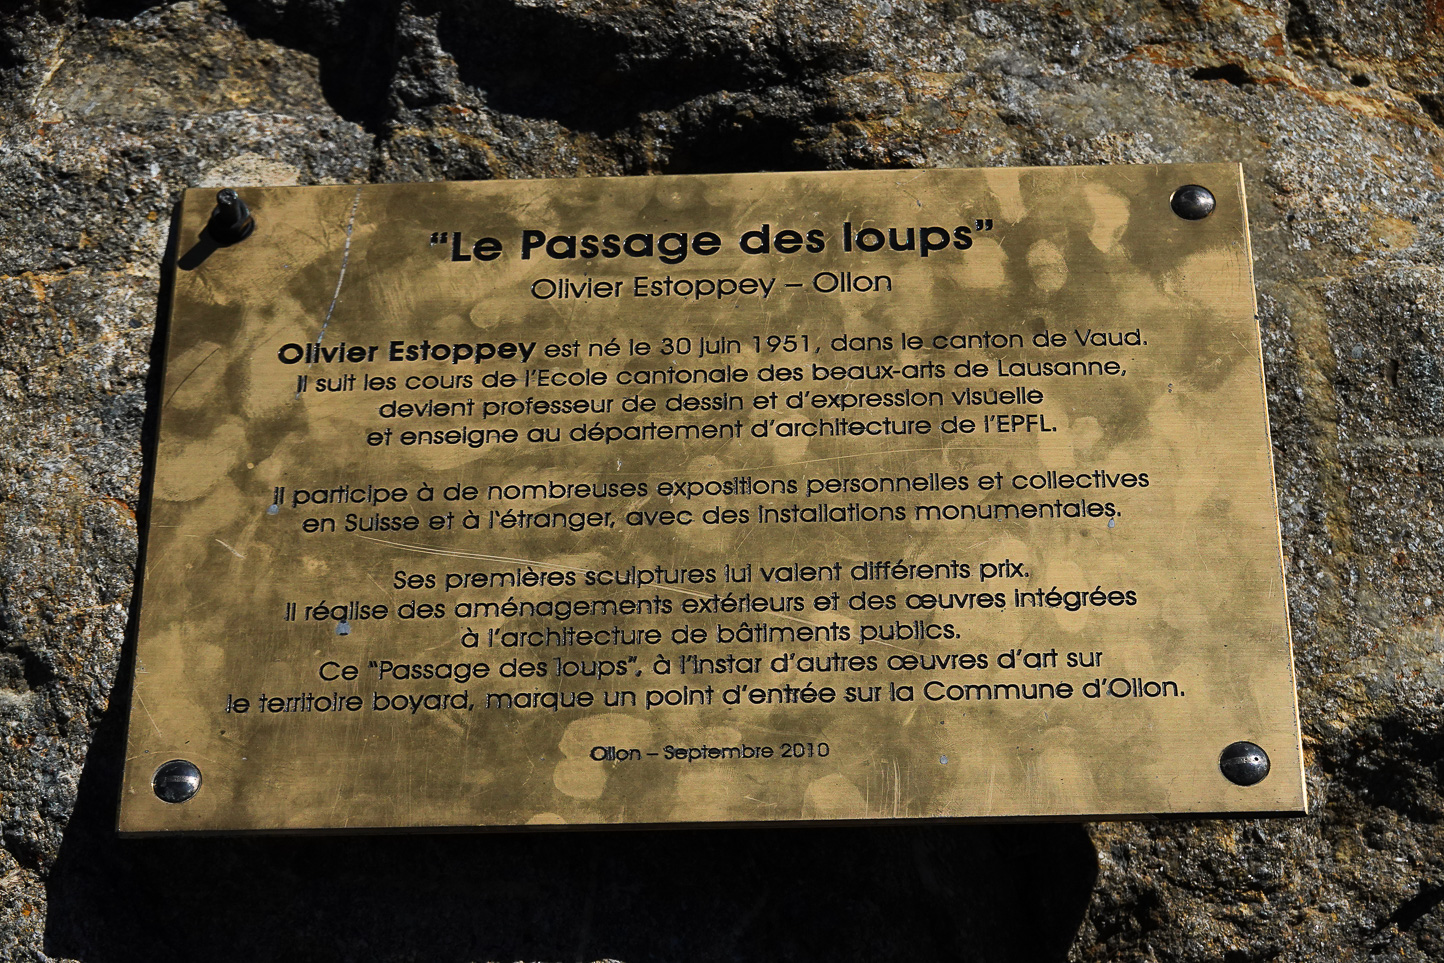 “Le Passage des loups”
Olivier Estoppey – Ollon
Olivier Estoppey est né le 30 juin 1951, dans le canton de Vaud.
Il suit les cours de l’Ecole cantonale des beaux-arts de Lausanne,
devient professeur de dessin et d’expression visuelle
et enseigne au département d’architecture de l’EPFL.
Il participe à de nombreuses expositions personnelles et collectives
en Suisse et à l’étranger, avec des installations monumentales.
Ses premières sculptures lui valent différents prix.
Il réalise des aménagements extérieurs et des œuvres intégrées
à l’architecture de bâtiments publics.
Ce “Passage des loups”, à l’instar d’autres œuvres d’art sur
le territoire boyard, marque un point d’entrée sur la Commune d’Ollon.
Ollon – Septembre 2010